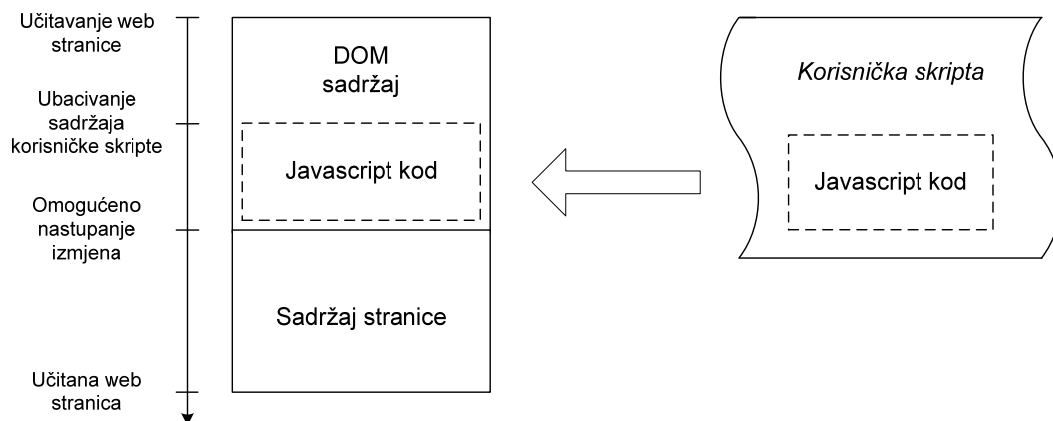 Učitavanje web
stranice
Ubacivanje
sadržaja
korisničke skripte
Omogućeno
nastupanje
izmjena
Učitana web
stranica
DOM
sadržaj
Javascript kod
Sadržaj stranice
Korisnička skripta
Javascript kod